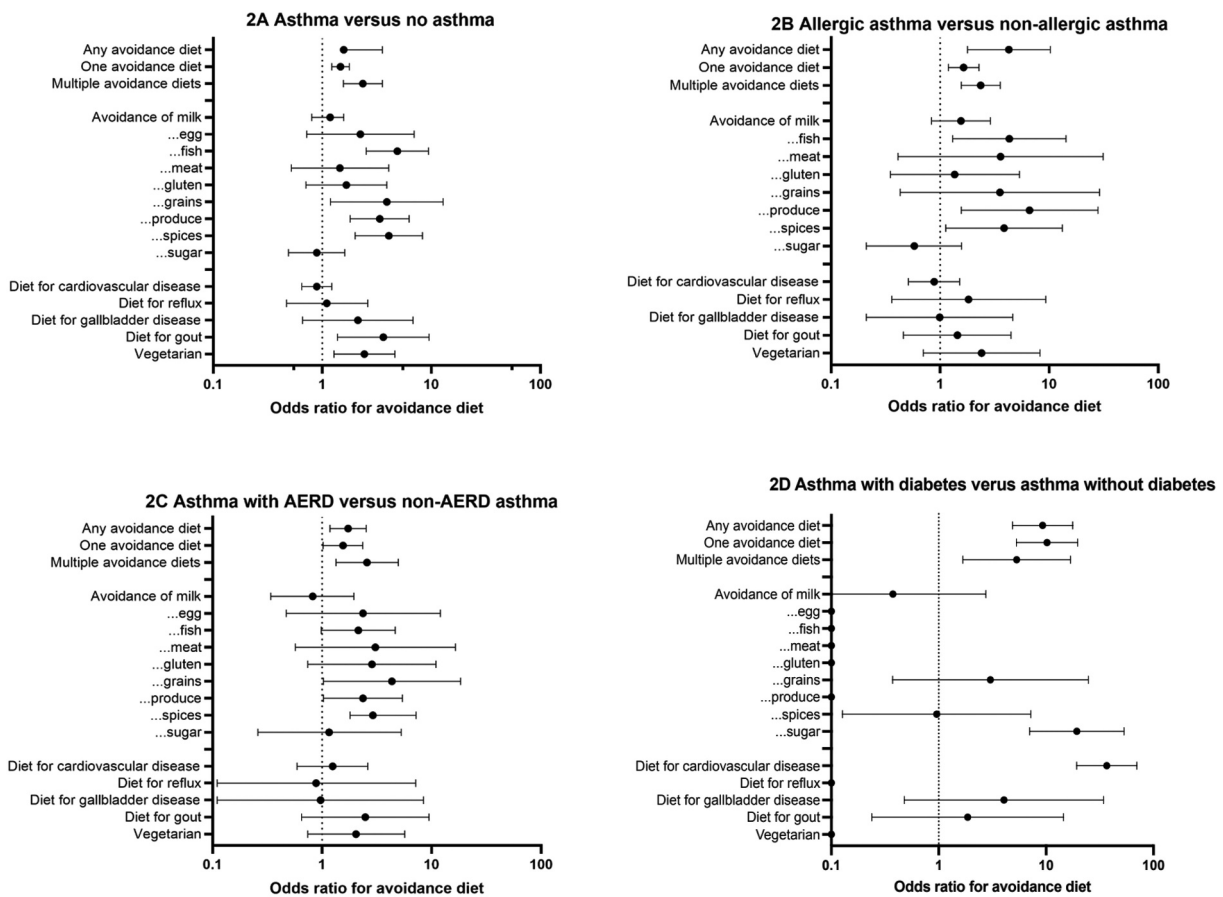 2A Asthma versus no asthma
Any avoidance diet
One avoidance diet
Multiple avoidance diets
Avoidance of milk
...egg
...fish
...meat
...gluten
...grains
...produce
...spices
...sugar
Diet for cardiovascular disease
Diet for reflux
Diet for gallbladder disease
Diet for gout
Vegetarian
0.1 1 10 100
Odds ratio for avoidance diet
2B Allergic asthma versus non-allergic asthma
Any avoidance diet
One avoidance diet
Multiple avoidance diets
Avoidance of milk
...fish
...meat
...gluten
...grains
...produce
...spices
...sugar
Diet for cardiovascular disease
Diet for reflux
Diet for gallbladder disease
Diet for gout
Vegetarian
0.1 1 10 100
Odds ratio for avoidance diet
2C Asthma with AERD versus non-AERD asthma
Any avoidance diet
One avoidance diet
Multiple avoidance diets
Avoidance of milk
...egg
...fish
...meat
...gluten
...grains
...produce
...spices
...sugar
Diet for cardiovascular disease
Diet for reflux
Diet for gallbladder disease
Diet for gout
Vegetarian
0.1 1 10 100
Odds ratio for avoidance diet
2D Asthma with diabetes verus asthma without diabetes
Any avoidance diet
One avoidance diet
Multiple avoidance diets
Avoidance of milk
...egg
...fish
...meat
...gluten
...grains
...produce
...spices
...sugar
Diet for cardiovascular disease
Diet for reflux
Diet for gallbladder disease
Diet for gout
Vegetarian
0.1 1 10 100
Odds ratio for avoidance diet